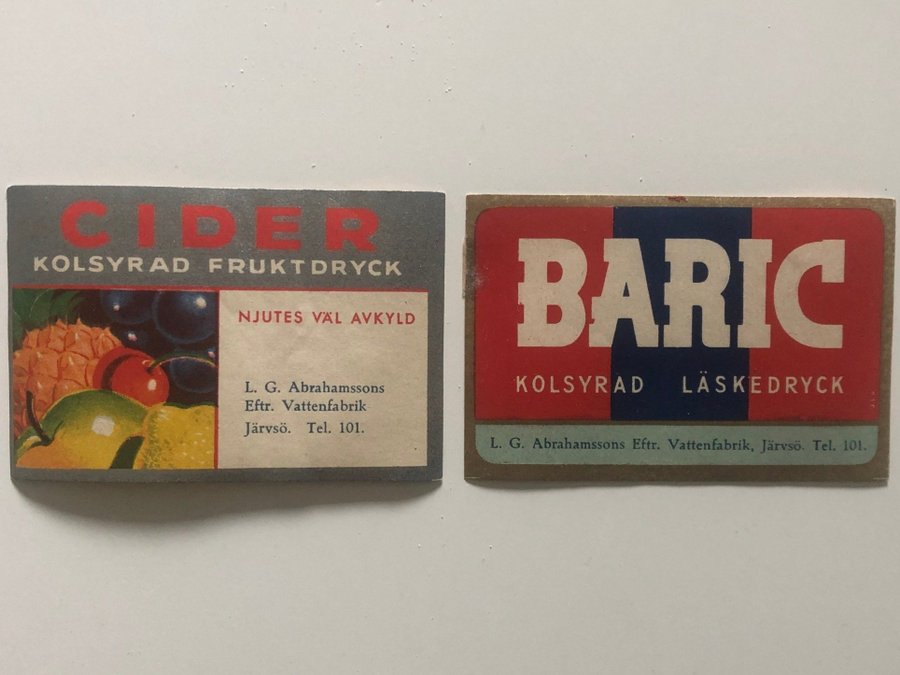 CIDER
KOLSYRAD FRUKTDRYCK
NJUTES VÄL AVKYLD
L. G. Abrahamssons
Eftr. Vattenfabrik
Järvsö. Tel. 101.
BARIC
KOLSYRAD LÄSKEDRYCK
L. G. Abrahamssons Eftr. Vattenfabrik, Järvsö. Tel. 101.